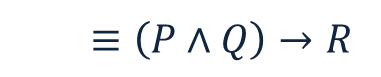 ≡ (P ∧ Q) → R